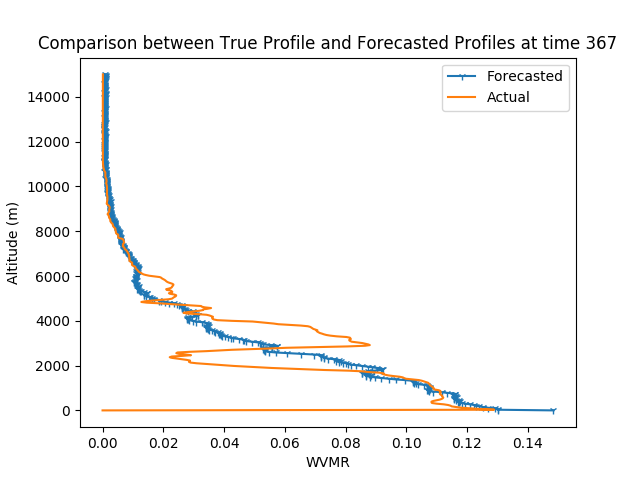 Comparison between True Profile and Forecasted Profiles at time 367
Forecasted
Actual
14000
12000
10000
8000
6000
4000
2000
0
Altitude (m)
0.00 0.02 0.04 0.06 0.08 0.10 0.12 0.14
WVMR